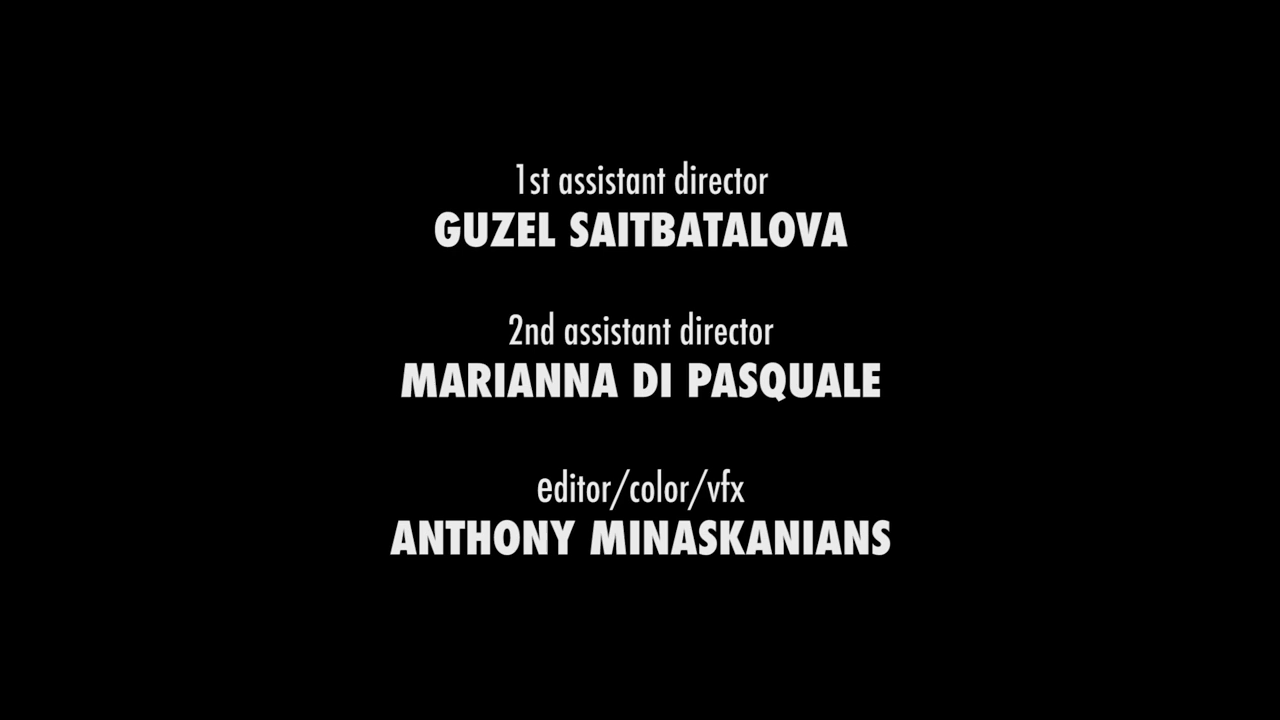 1st assistant director
GUZEL SAITBATALOVA
2nd assistant director
MARIANNA DI PASQUALE
editor/color/vfx
ANTHONY MINASKANIANS